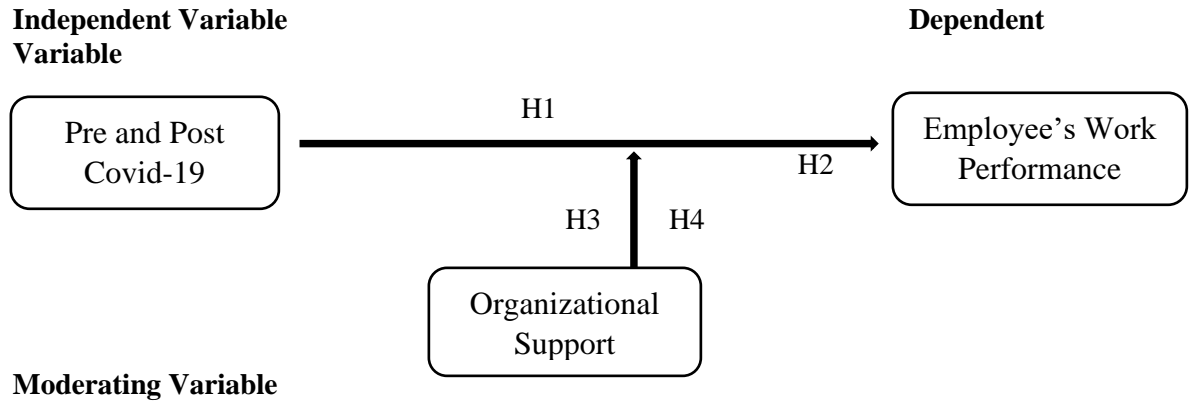 Independent Variable Dependent
Variable
H1
Pre and Post
Covid-19
Employee’s Work
Performance
H2
H3 H4
Organizational
Support
Moderating Variable